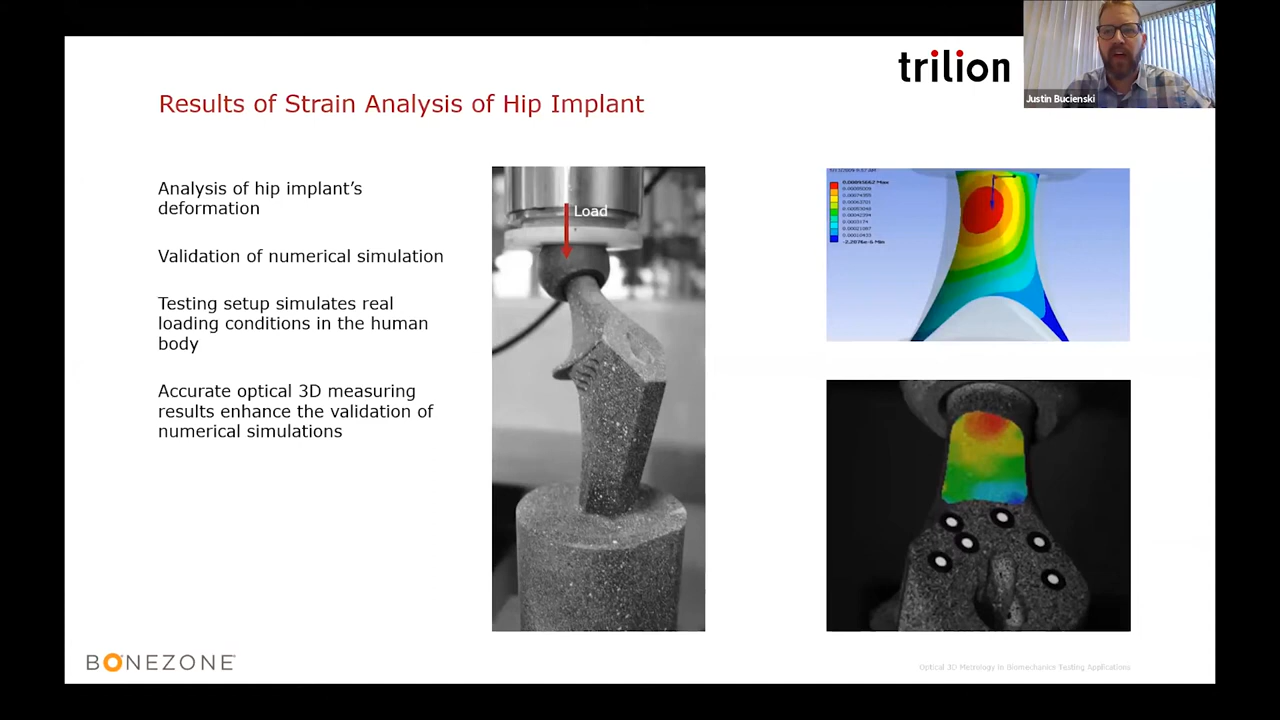 trilion
Justin Bucienski
Results of Strain Analysis of Hip Implant
Analysis of hip implant's
deformation
Validation of numerical simulation
Testing setup simulates real
loading conditions in the human
body
Accurate optical 3D measuring
results enhance the validation of
numerical simulations
Load
BONEZONE
Optical 3D Metrology in Biomechanics Testing Applications